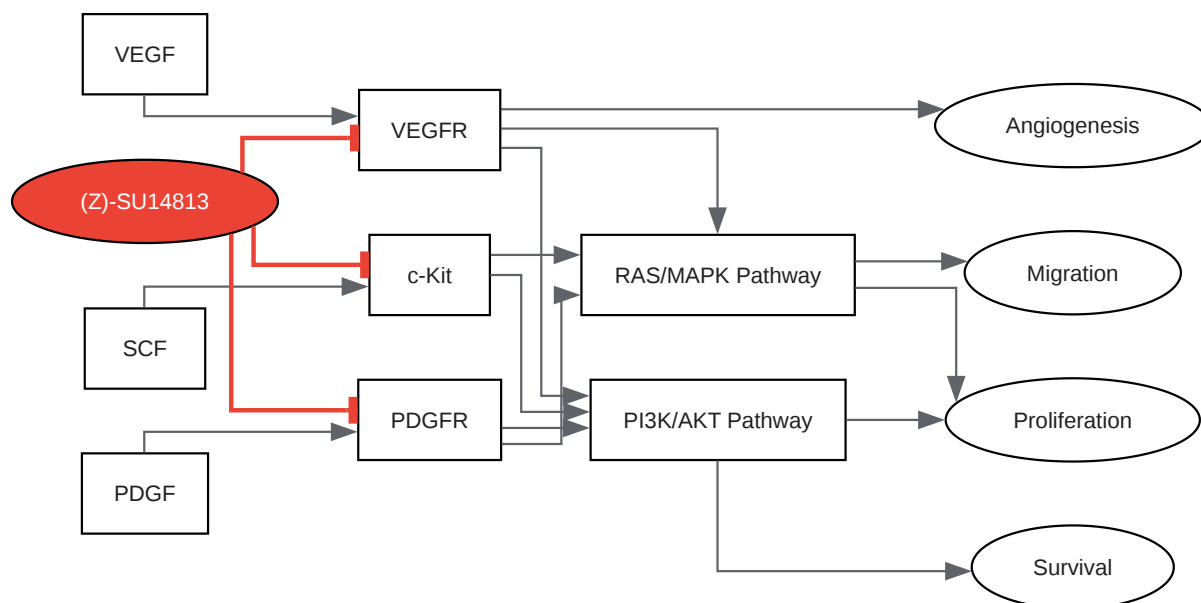 VEGF
VEGFR
Angiogenesis
(Z)-SU14813
c-Kit
RAS/MAPK Pathway
Migration
SCF
PDGFR
PI3K/AKT Pathway
Proliferation
PDGF
Survival